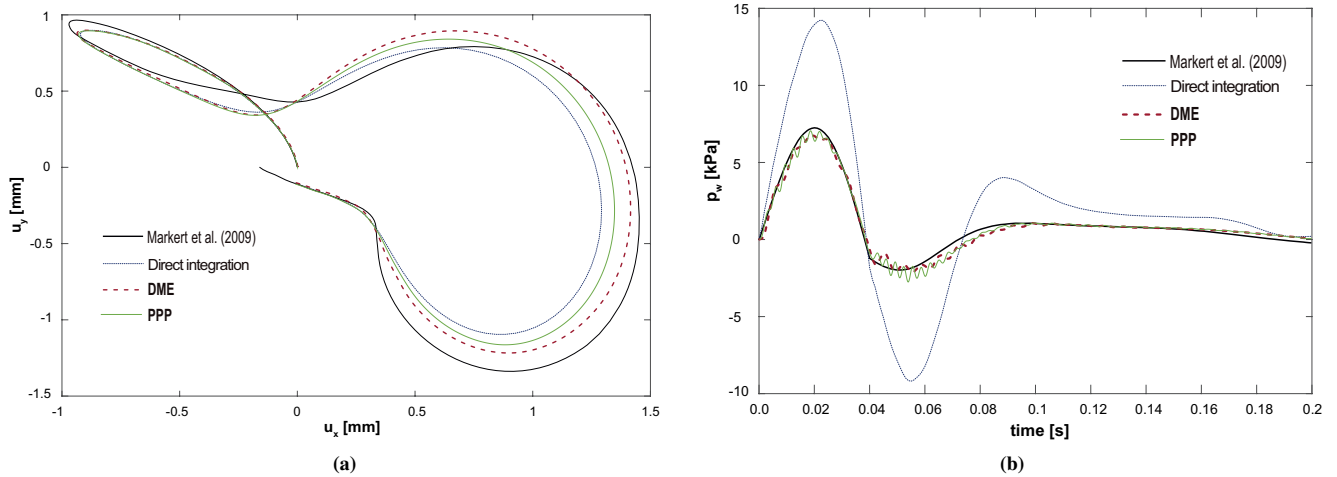 1
0.5
0
-0.5
-1
-1.5
u_y [mm]
Markert et al. (2009)
Direct integration
DME
PPP
-1
-0.5
0
0.5
1
1.5
u_x [mm]
(a)
15
10
5
0
-5
-10
p_w [kPa]
Markert et al. (2009)
Direct integration
DME
PPP
0.0
0.02
0.04
0.06
0.08
0.1
0.12
0.14
0.16
0.18
0.2
time [s]
(b)